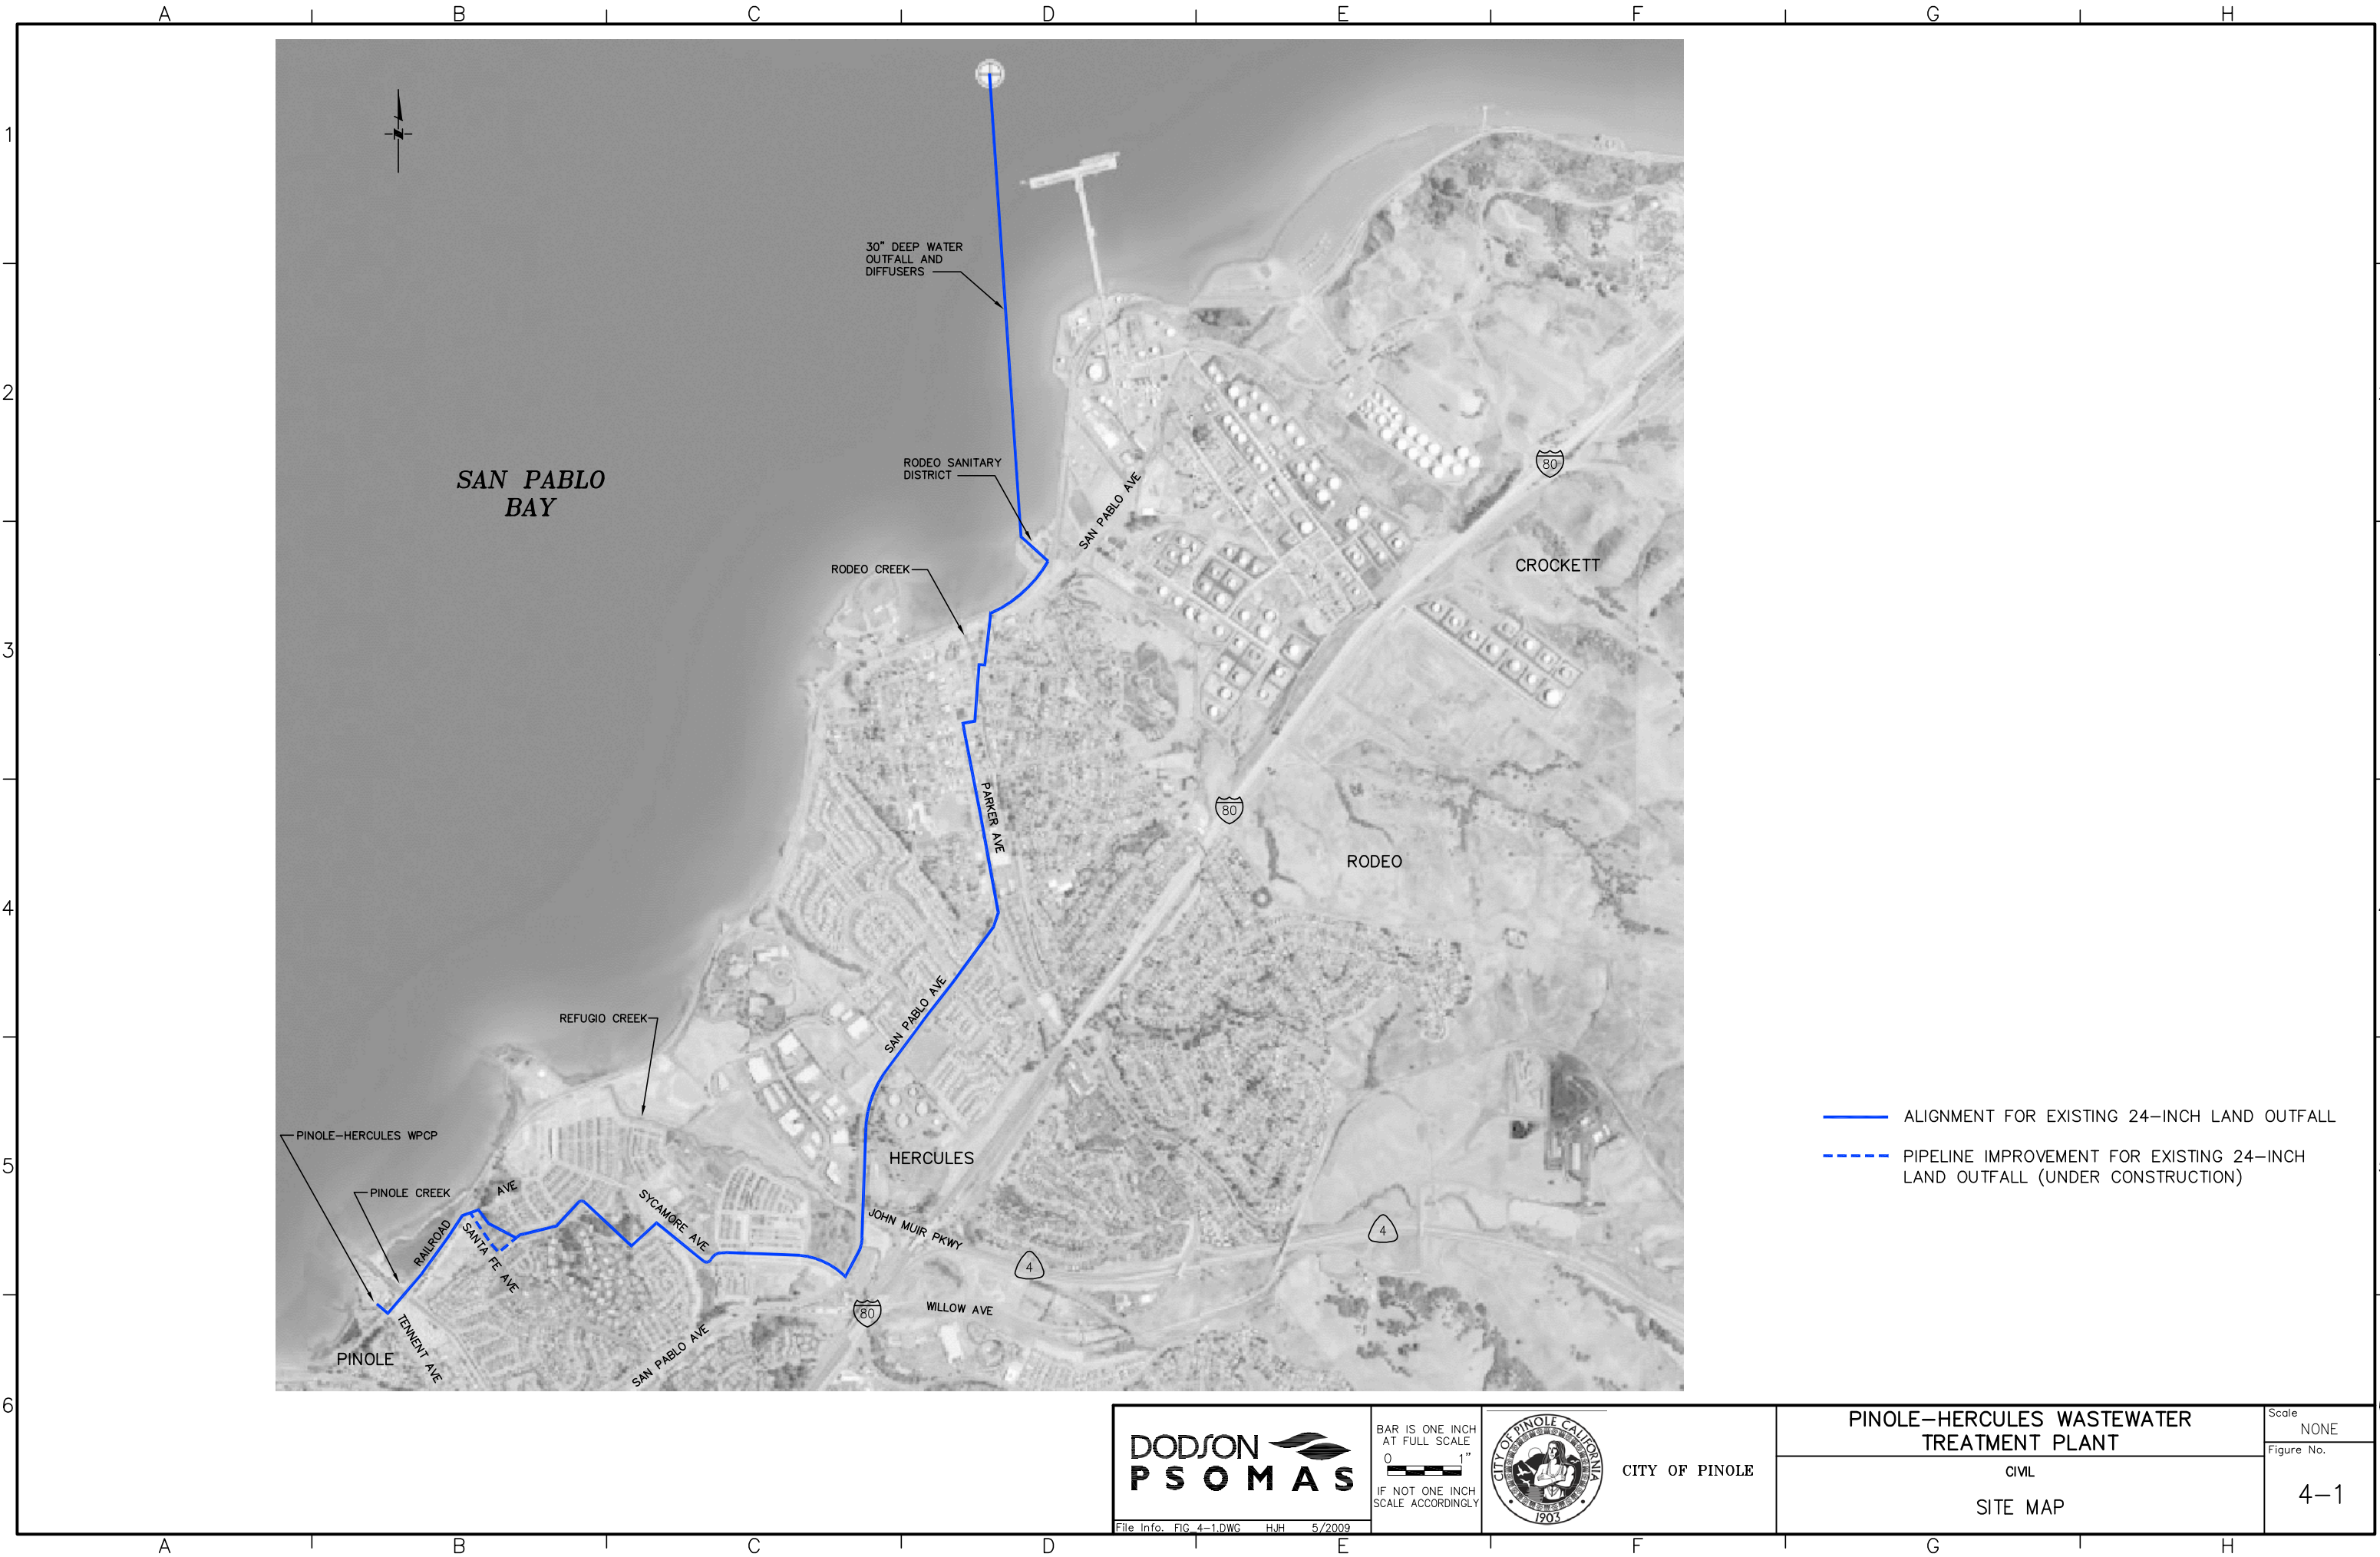 A B C D E F G H
1
2
3
4
5
6
30" DEEP WATER
OUTFALL AND
DIFFUSERS
SAN PABLO
BAY
RODEO SANITARY
DISTRICT
SAN PABLO AVE
80
RODEO CREEK
CROCKETT
PARKER AVE
80
RODEO
SAN PABLO AVE
REFUGIO CREEK
PINOLE-HERCULES WPCP
HERCULES
PINOLE CREEK
RAILROAD
AVE
SANTA FE AVE
SYCAMORE AVE
JOHN MUIR PKWY
4
4
80
WILLOW AVE
TENNENT AVE
PINOLE
SAN PABLO AVE
ALIGNMENT FOR EXISTING 24-INCH LAND OUTFALL
PIPELINE IMPROVEMENT FOR EXISTING 24-INCH
LAND OUTFALL (UNDER CONSTRUCTION)
DODSON
PSOMAS
File Info. FIG_4-1.DWG HJH 5/2009
BAR IS ONE INCH
AT FULL SCALE
0 1"
IF NOT ONE INCH
SCALE ACCORDINGLY
CITY OF PINOLE CALIFORNIA
1903
CITY OF PINOLE
PINOLE-HERCULES WASTEWATER
TREATMENT PLANT
CIVIL
SITE MAP
Scale
NONE
Figure No.
4-1
A B C D E F G H